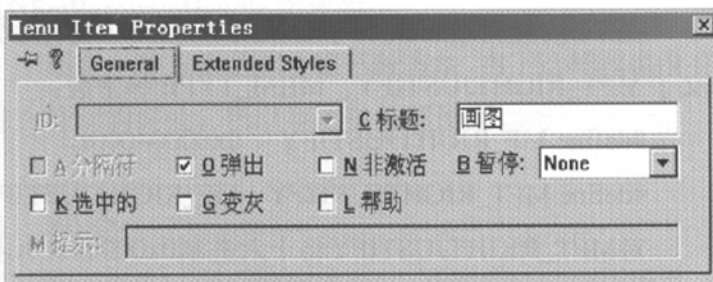 Menu Item Properties
General Extended Styles
ID: C 标题: 画图
A 分隔符 O 弹出 N 非激活 B 暂停: None
K 选中的 G 变灰 L 帮助
M 提示: